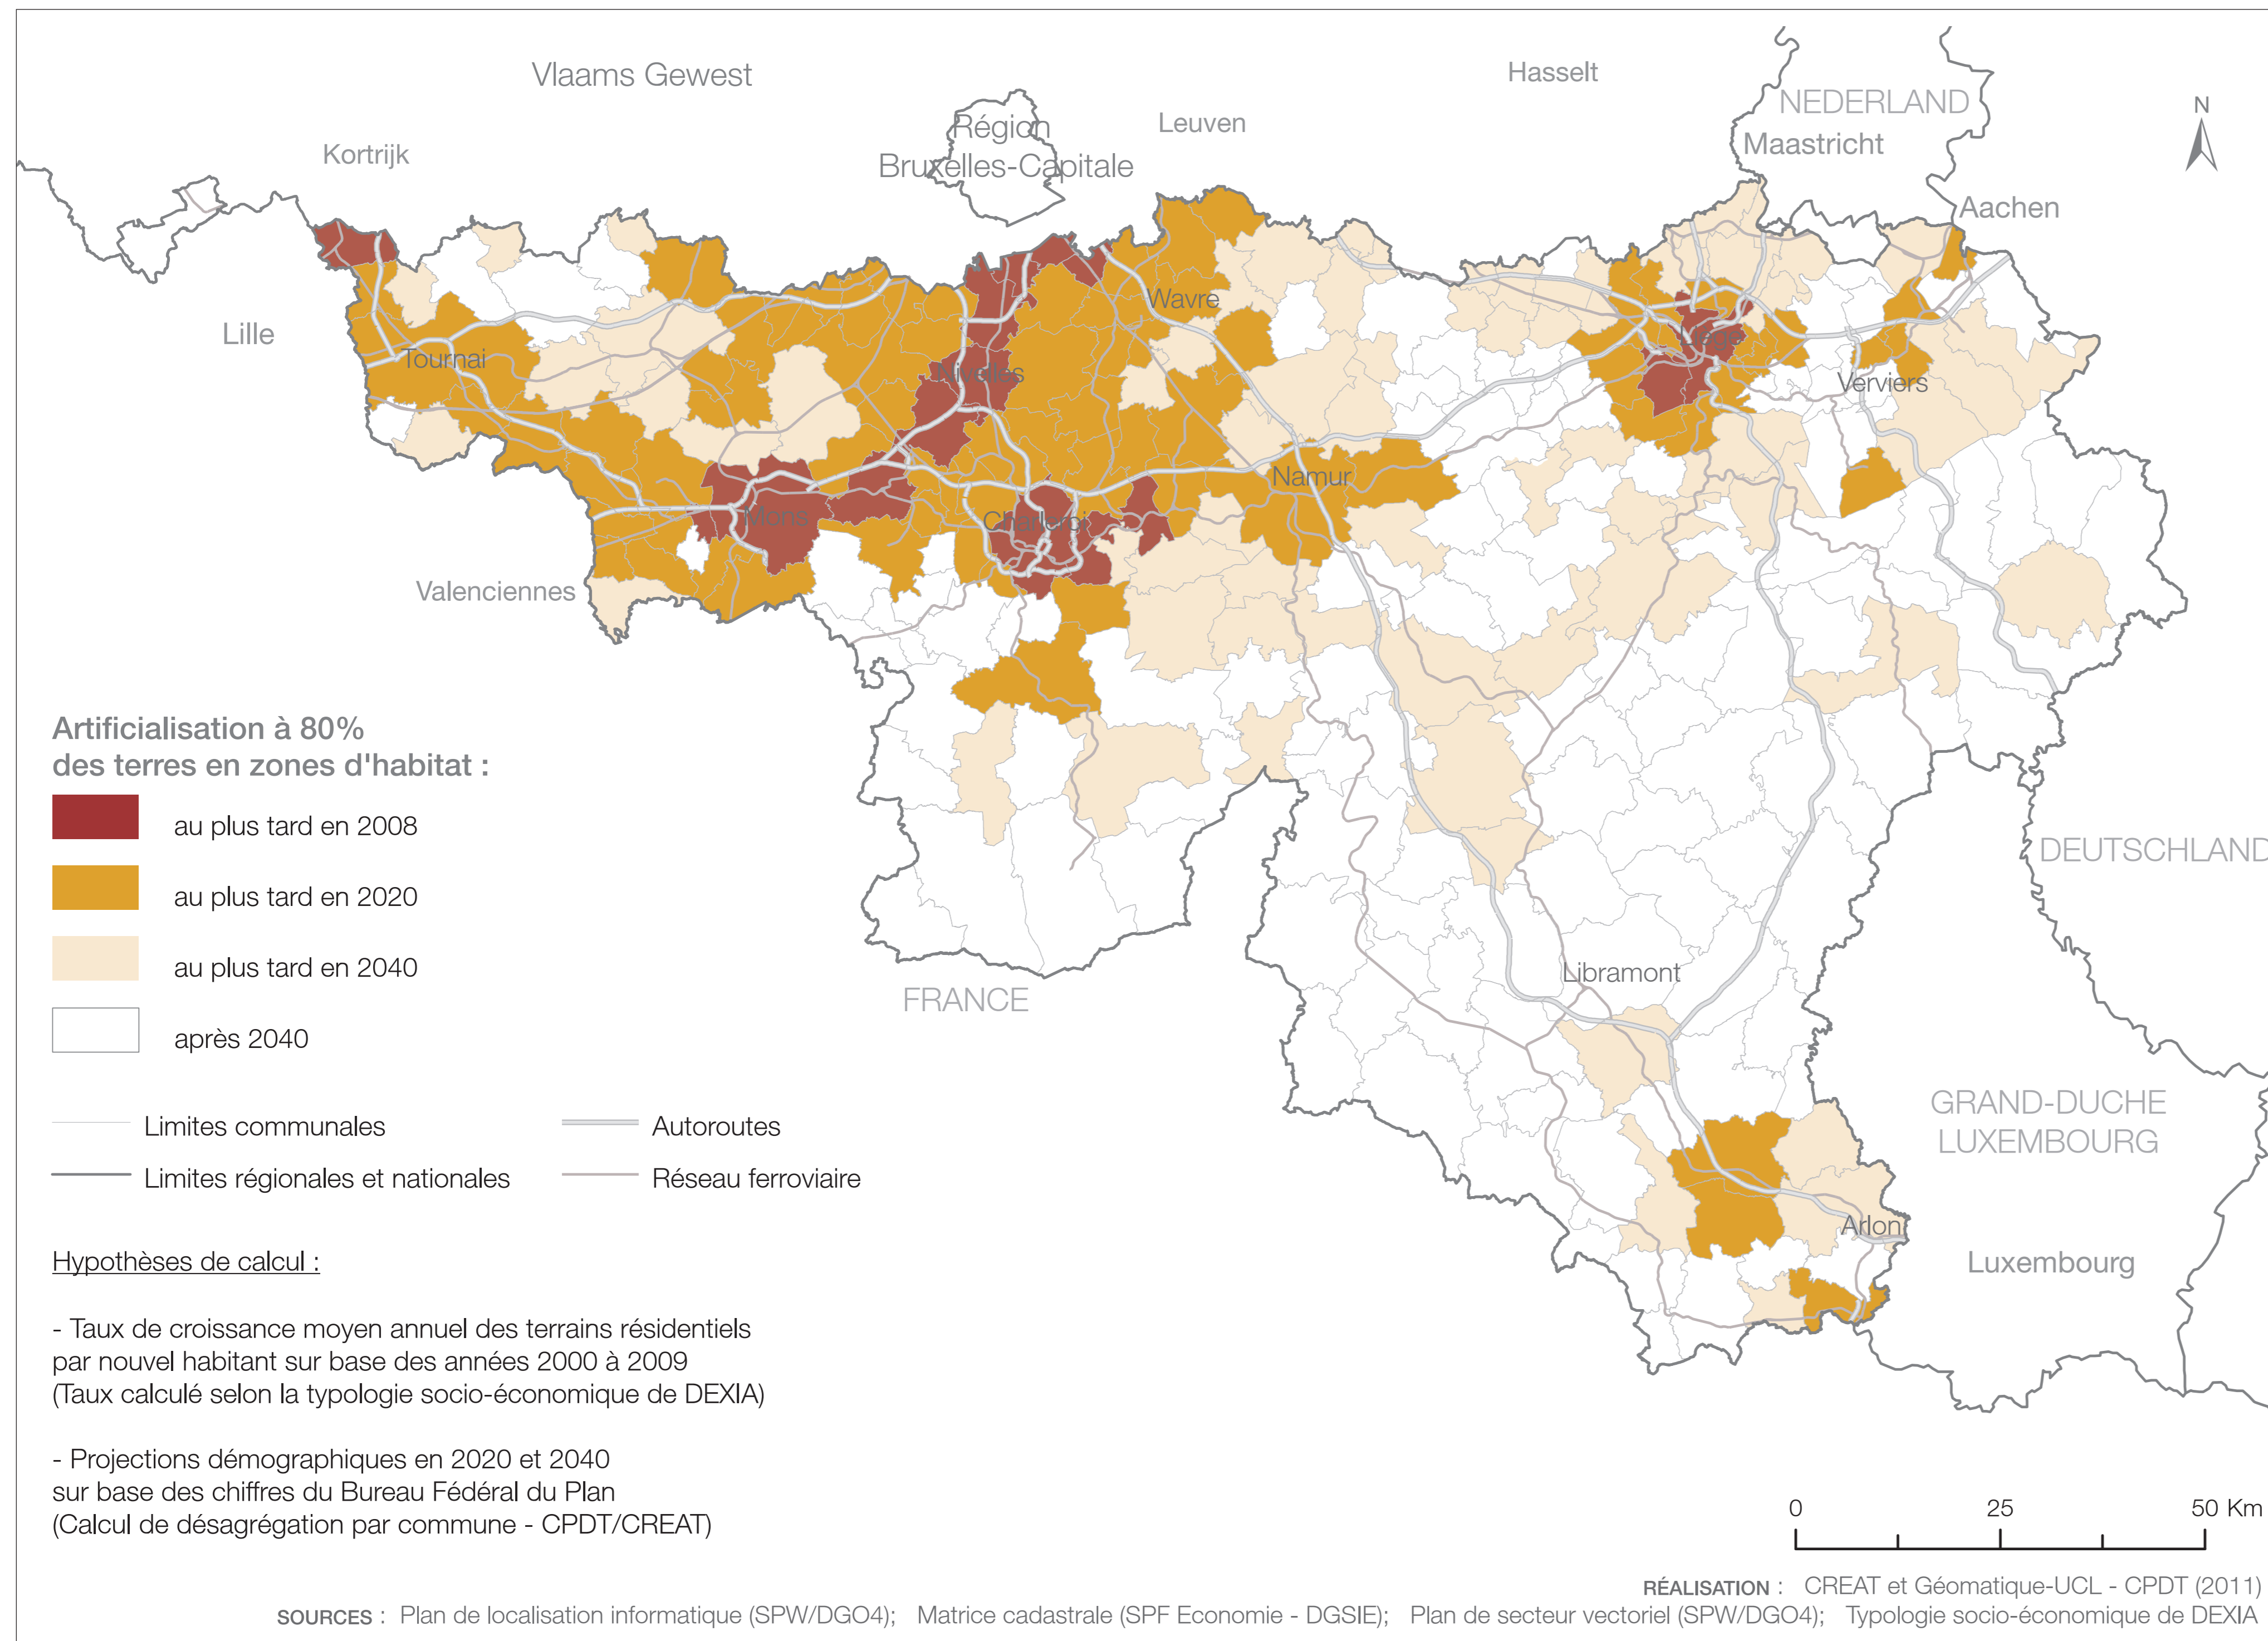 Vlaams Gewest
Hasselt
NEDERLAND
Maastricht
N
Kortrijk
Région
Bruxelles-Capitale
Leuven
Aachen
Lille
Tournai
Wavre
Nivelles
Liège
Verviers
Mons
Charleroi
Namur
Valenciennes
DEUTSCHLAND
Libramont
FRANCE
GRAND-DUCHE
LUXEMBOURG
Arlon
Luxembourg
Artificialisation à 80%
des terres en zones d'habitat :
au plus tard en 2008
au plus tard en 2020
au plus tard en 2040
après 2040
Limites communales
Autoroutes
Limites régionales et nationales
Réseau ferroviaire
Hypothèses de calcul :
- Taux de croissance moyen annuel des terrains résidentiels
par nouvel habitant sur base des années 2000 à 2009
(Taux calculé selon la typologie socio-économique de DEXIA)
- Projections démographiques en 2020 et 2040
sur base des chiffres du Bureau Fédéral du Plan
(Calcul de désagrégation par commune - CPDT/CREAT)
0 25 50 Km
RÉALISATION : CREAT et Géomatique-UCL - CPDT (2011)
SOURCES : Plan de localisation informatique (SPW/DGO4); Matrice cadastrale (SPF Economie - DGSIE); Plan de secteur vectoriel (SPW/DGO4); Typologie socio-économique de DEXIA